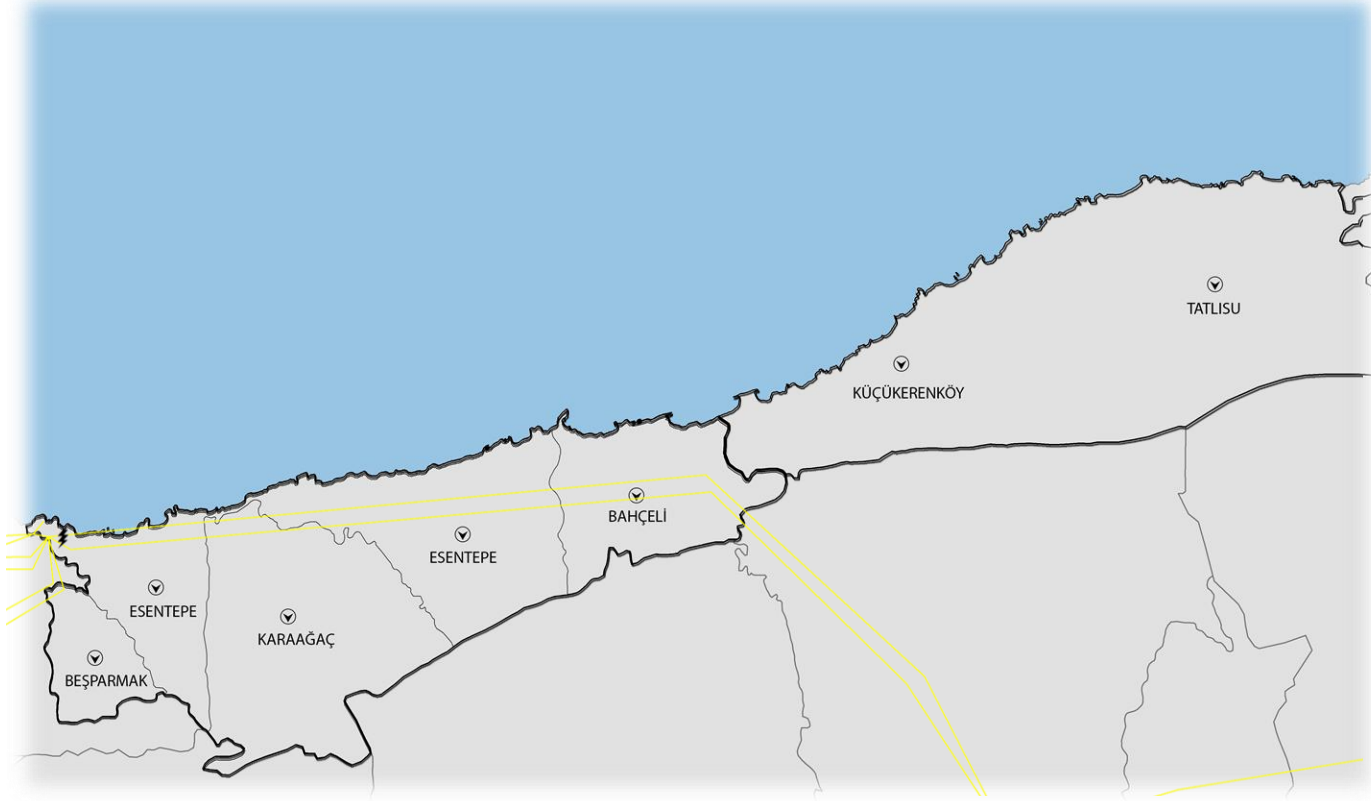 TATLISU
KÜÇÜKERENKÖY
BAHÇELİ
ESENTEPE
ESENTEPE
KARAAĞAÇ
BEŞPARMAK